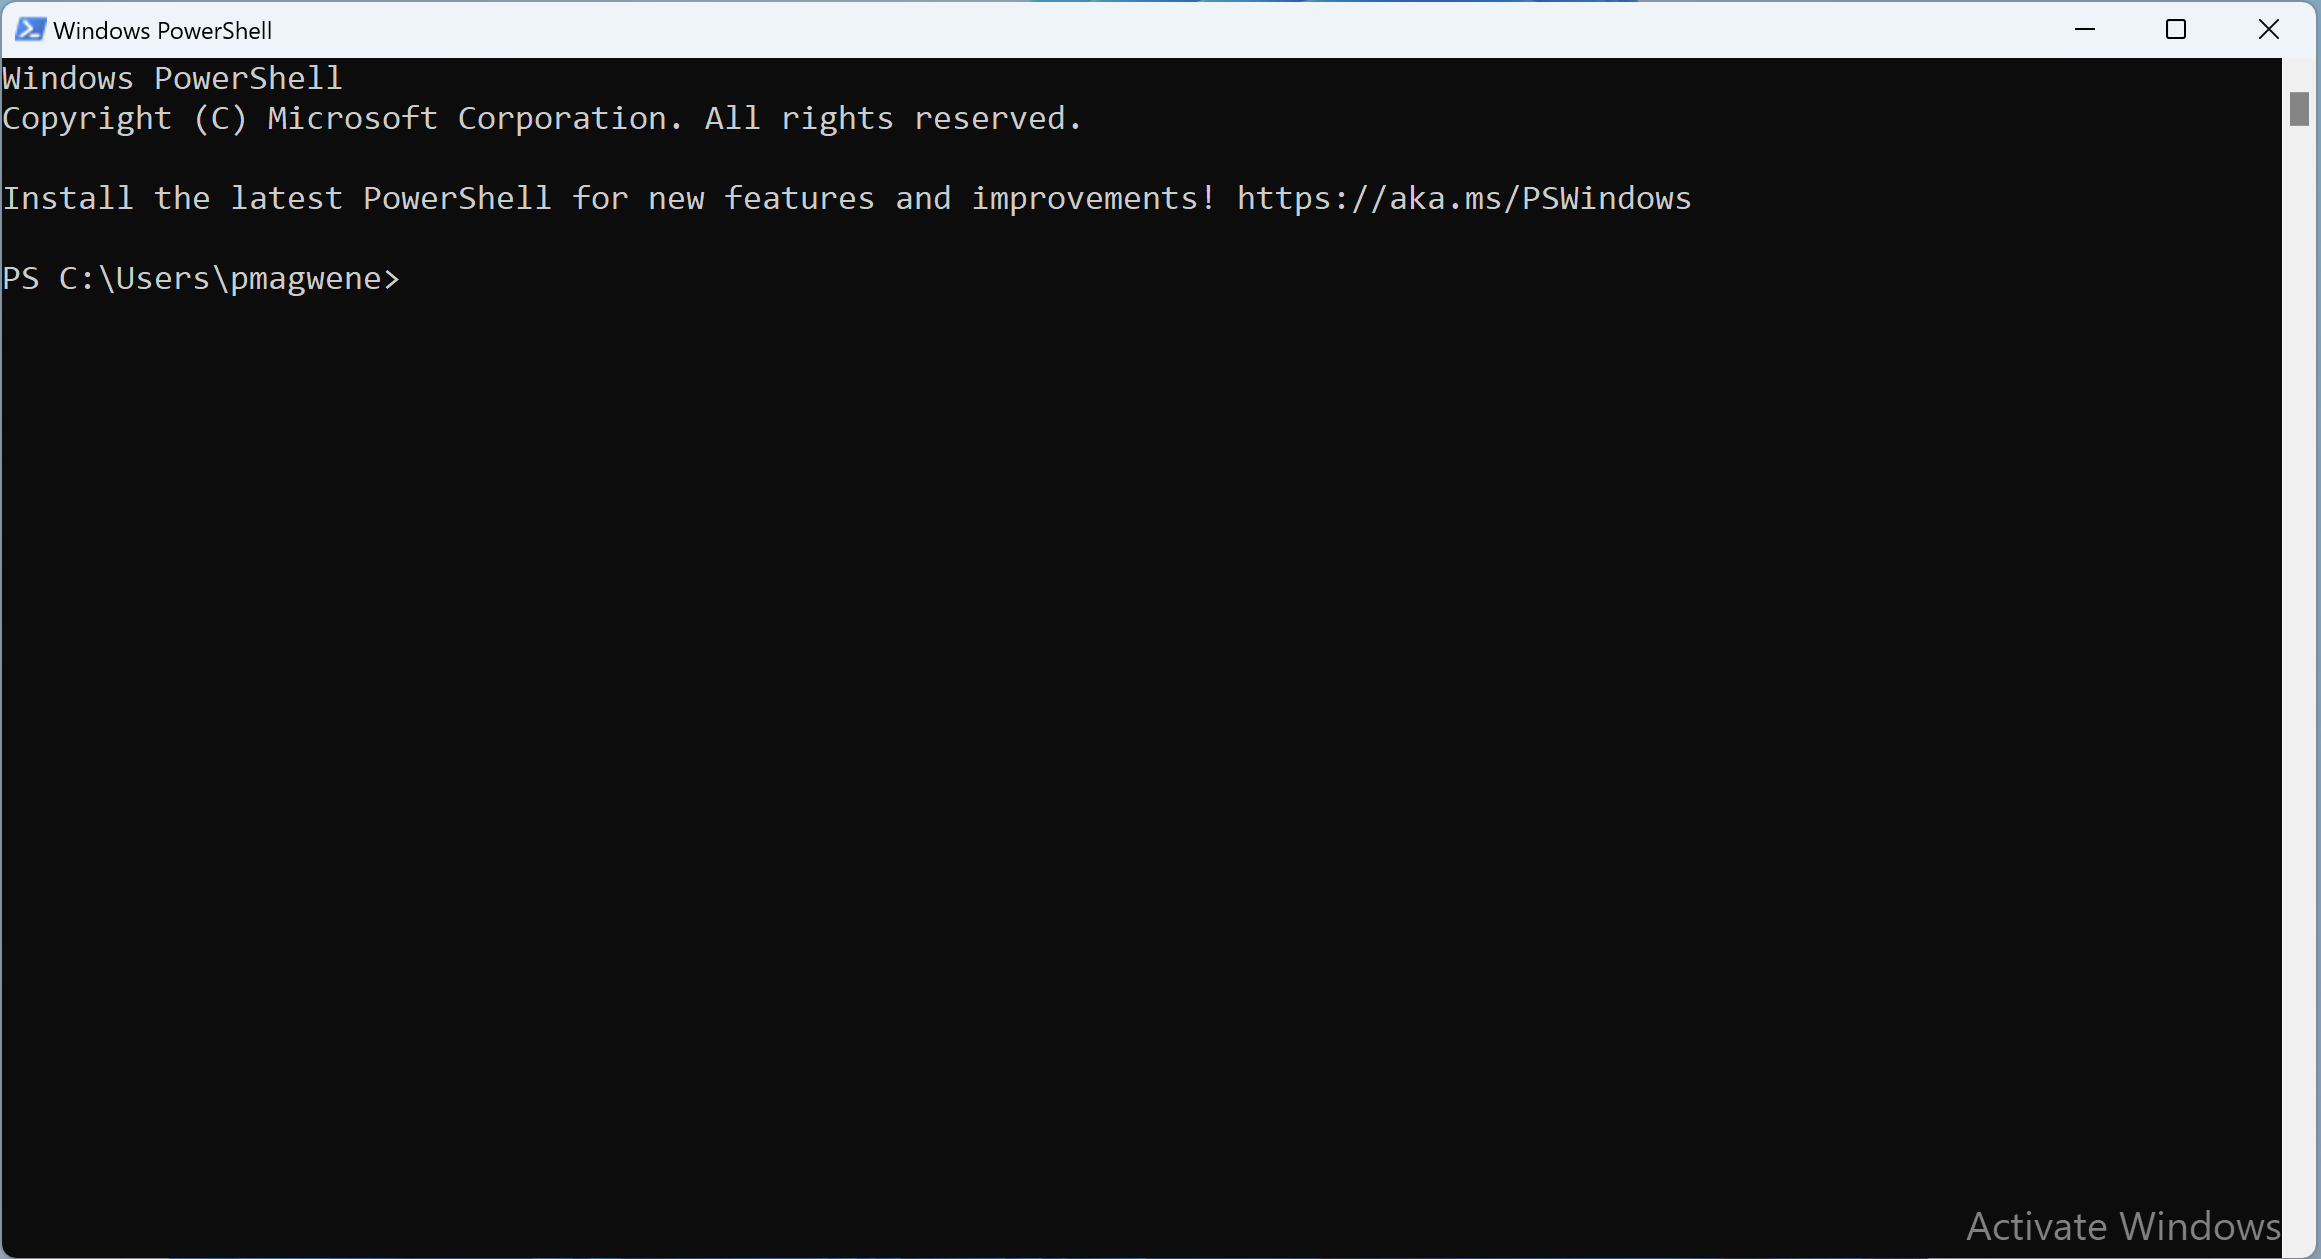 Windows PowerShell
Windows PowerShell
Copyright (C) Microsoft Corporation. All rights reserved.
Install the latest PowerShell for new features and improvements! https://aka.ms/PSWindows
PS C:\Users\pmagwene>
Activate Windows